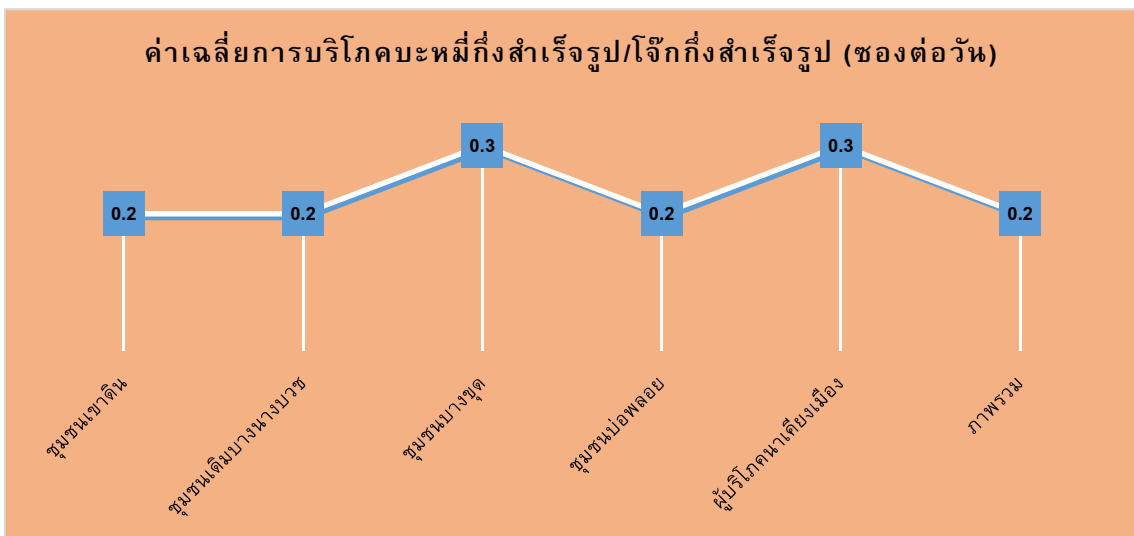 ค่าเฉลี่ยการบริโภคบะหมี่กึ่งสำเร็จรูป/โจ๊กกึ่งสำเร็จรูป (ซองต่อวัน)
0.2
0.2
0.3
0.2
0.3
0.2
ชุมชนเขาดิน
ชุมชนเดิมบางนางบวช
ชุมชนบางขุด
ชุมชนบ่อพลอย
ผู้บริโภคนาเคียงเมือง
ภาพรวม